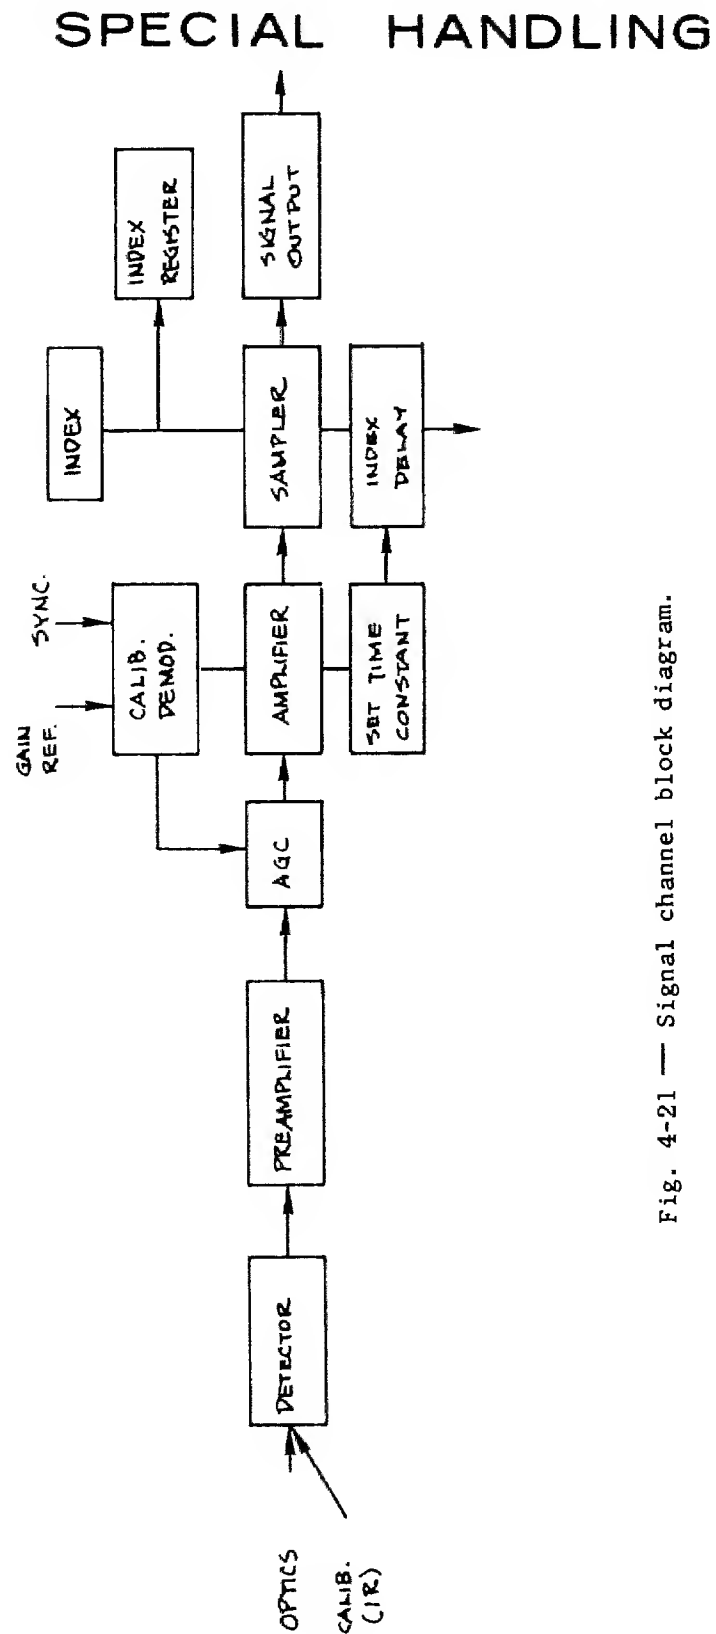 SPECIAL HANDLING
OPTICS
CALIB.
(IR)
DETECTOR
PREAMPLIFIER
AGC
GAIN
REF.
SYNC.
CALIB.
DEMOD.
AMPLIFIER
SET TIME
CONSTANT
INDEX
SAMPLER
INDEX
DELAY
INDEX
REGISTER
SIGNAL
OUTPUT
Fig. 4-21 — Signal channel block diagram.